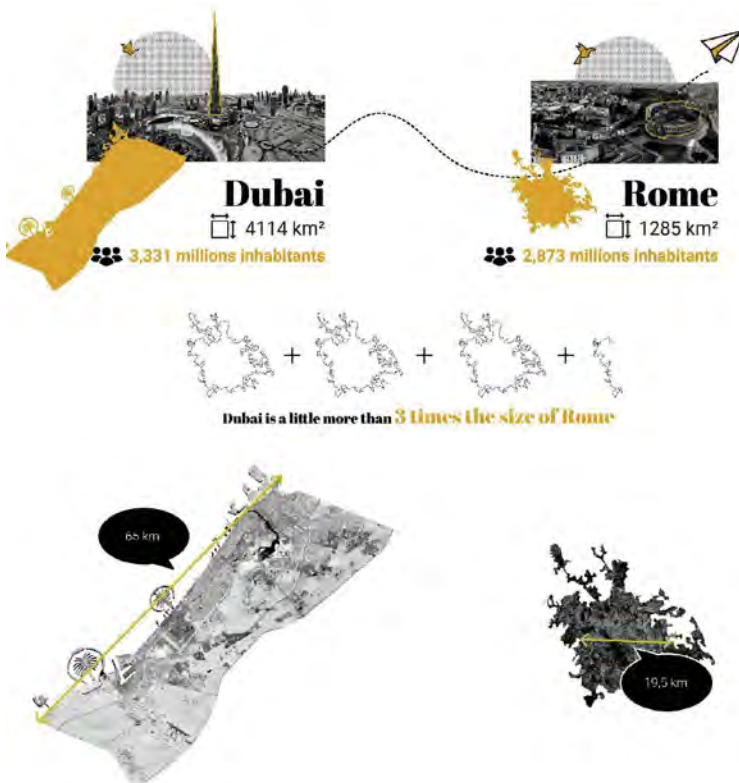 Dubai
4114 km²
3,331 millions inhabitants
Rome
1285 km²
2,873 millions inhabitants
+ + +
Dubai is a little more than 3 times the size of Rome
65 km
19,5 km